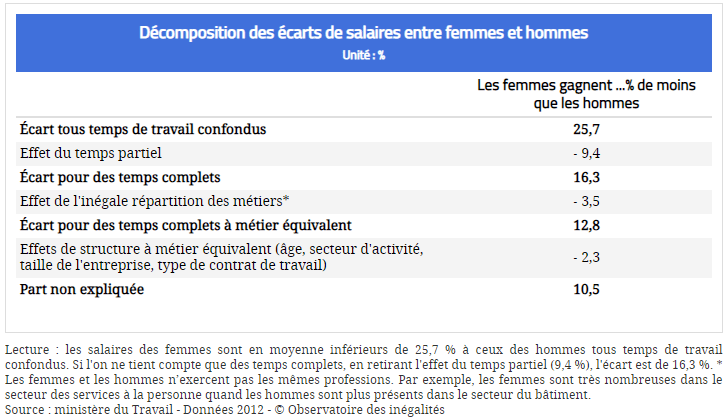 Décomposition des écarts de salaires entre femmes et hommes
Unité : %
Les femmes gagnent ...% de moins
que les hommes
Écart tous temps de travail confondus 25,7
Effet du temps partiel - 9,4
Écart pour des temps complets 16,3
Effet de l'inégale répartition des métiers* - 3,5
Écart pour des temps complets à métier équivalent 12,8
Effets de structure à métier équivalent (âge, secteur d'activité,
taille de l'entreprise, type de contrat de travail) - 2,3
Part non expliquée 10,5
Lecture : les salaires des femmes sont en moyenne inférieurs de 25,7 % à ceux des hommes tous temps de travail
confondus. Si l'on ne tient compte que des temps complets, en retirant l'effet du temps partiel (9,4 %), l'écart est de 16,3 %. *
Les femmes et les hommes n'exercent pas les mêmes professions. Par exemple, les femmes sont très nombreuses dans le
secteur des services à la personne quand les hommes sont plus présents dans le secteur du bâtiment.
Source : ministère du Travail - Données 2012 - © Observatoire des inégalités